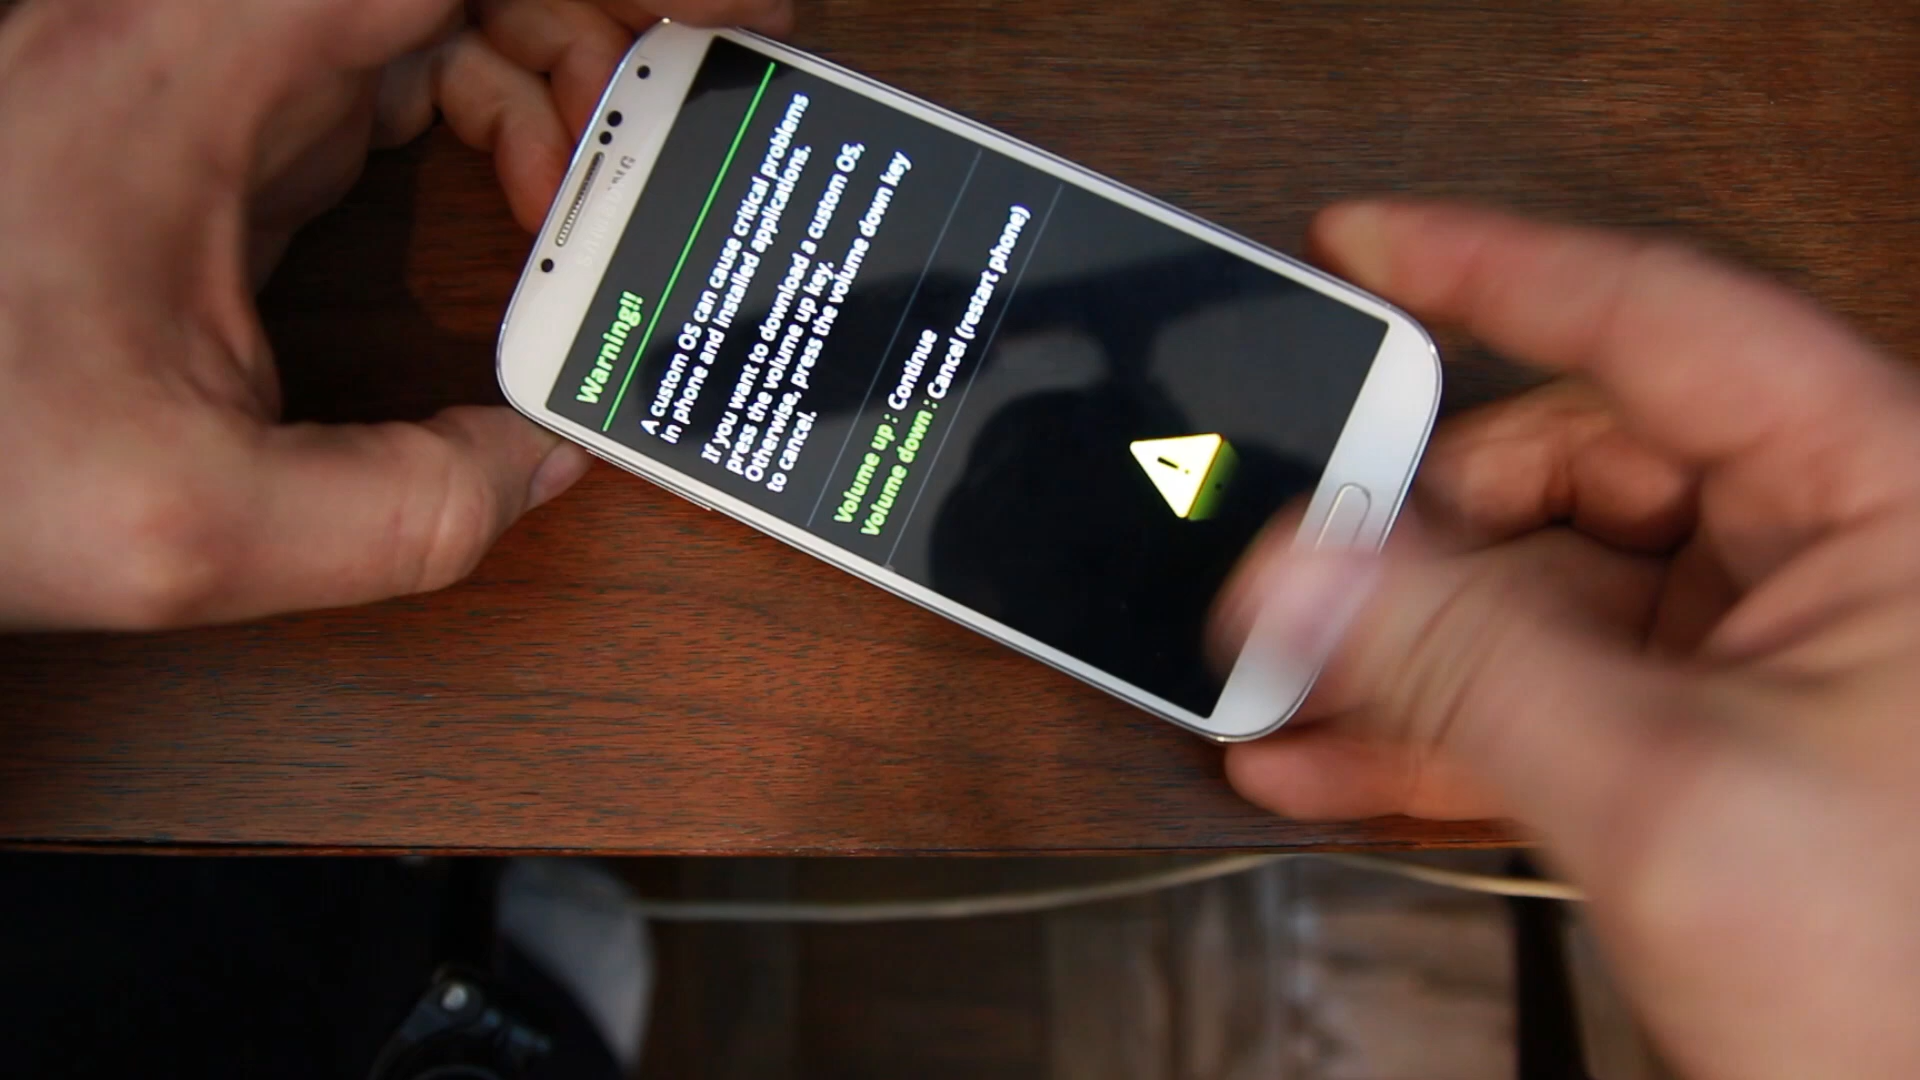 SAMSUNG
Warning!!
A custom OS can cause critical problems
in phone and installed applications.
If you want to download a custom OS,
press the volume up key.
Otherwise, press the volume down key
to cancel.
Volume up : Continue
Volume down : Cancel (restart phone)